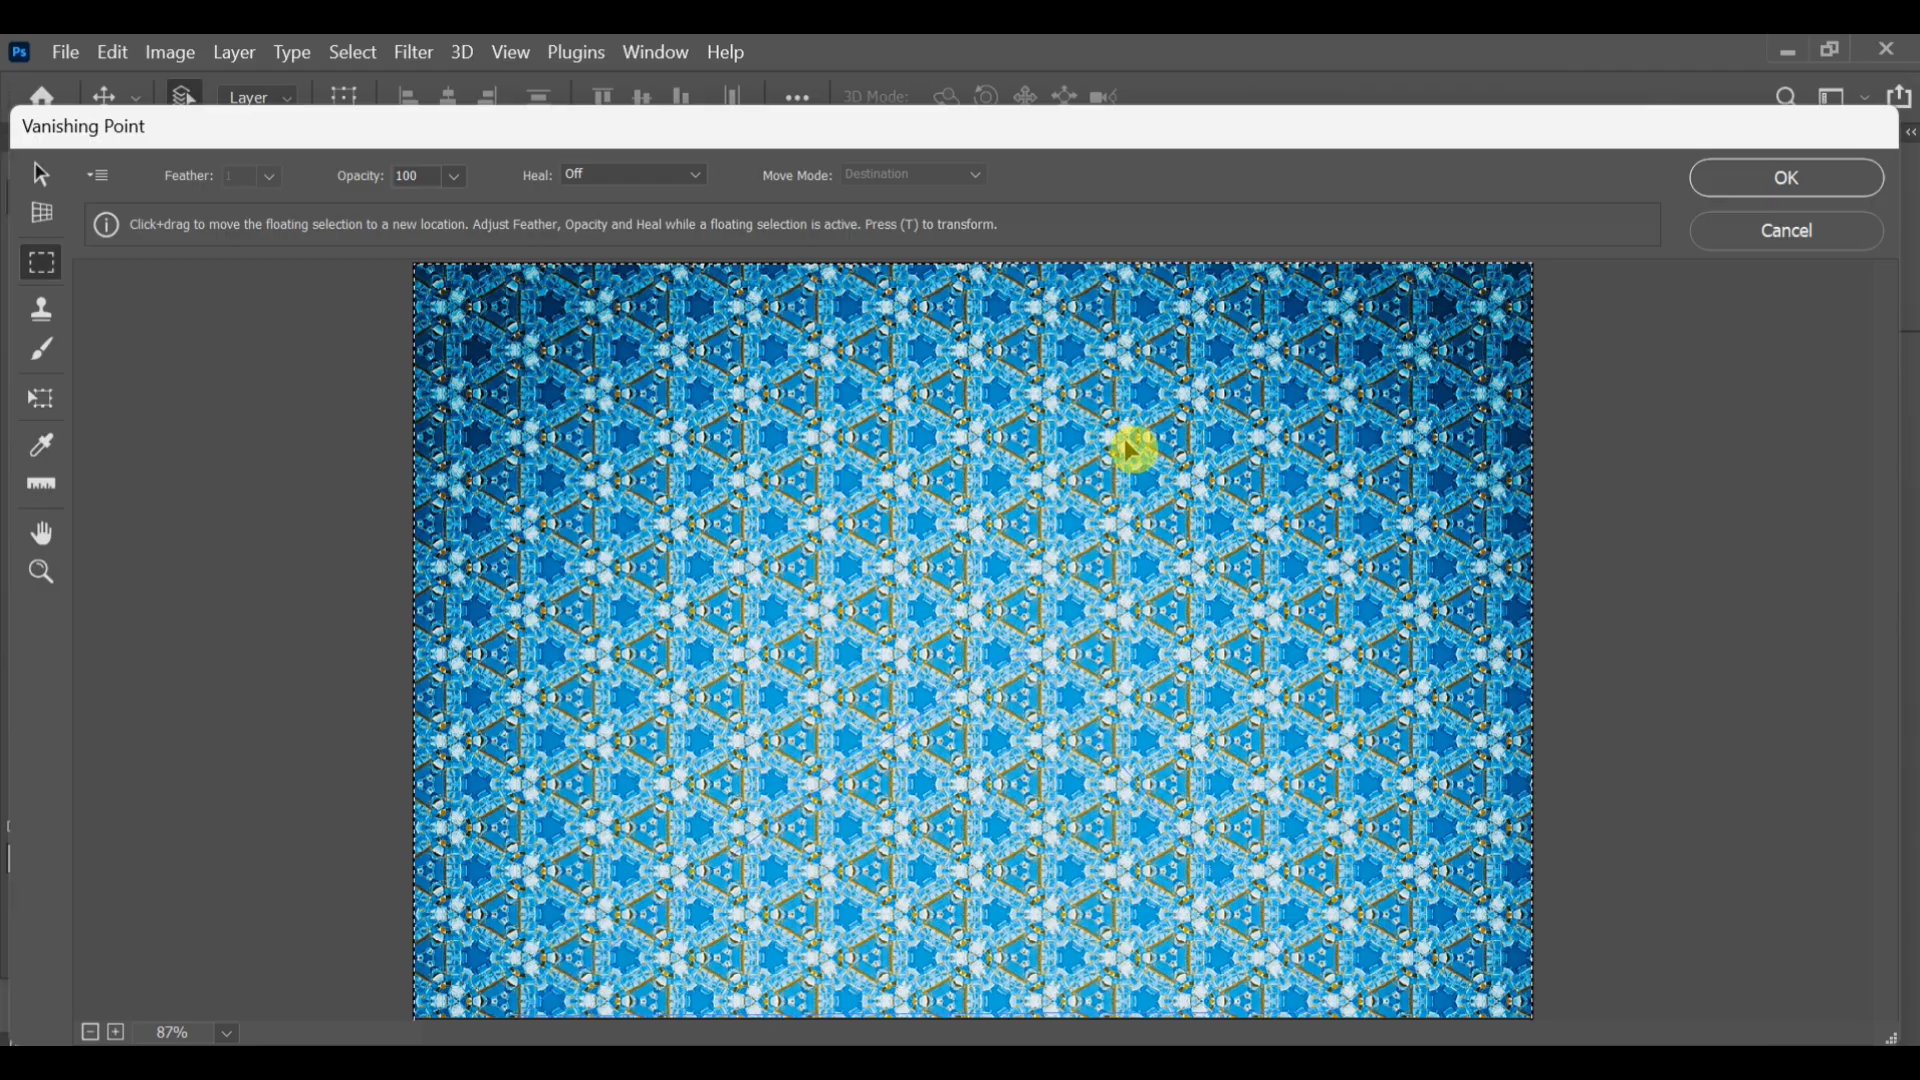 Ps File Edit Image Layer Type Select Filter 3D View Plugins Window Help
Layer 3D Mode:
Vanishing Point
Feather: 1 Opacity: 100 Heal: Off Move Mode: Destination OK
Click+drag to move the floating selection to a new location. Adjust Feather, Opacity and Heal while a floating selection is active. Press (T) to transform.
Cancel
87%